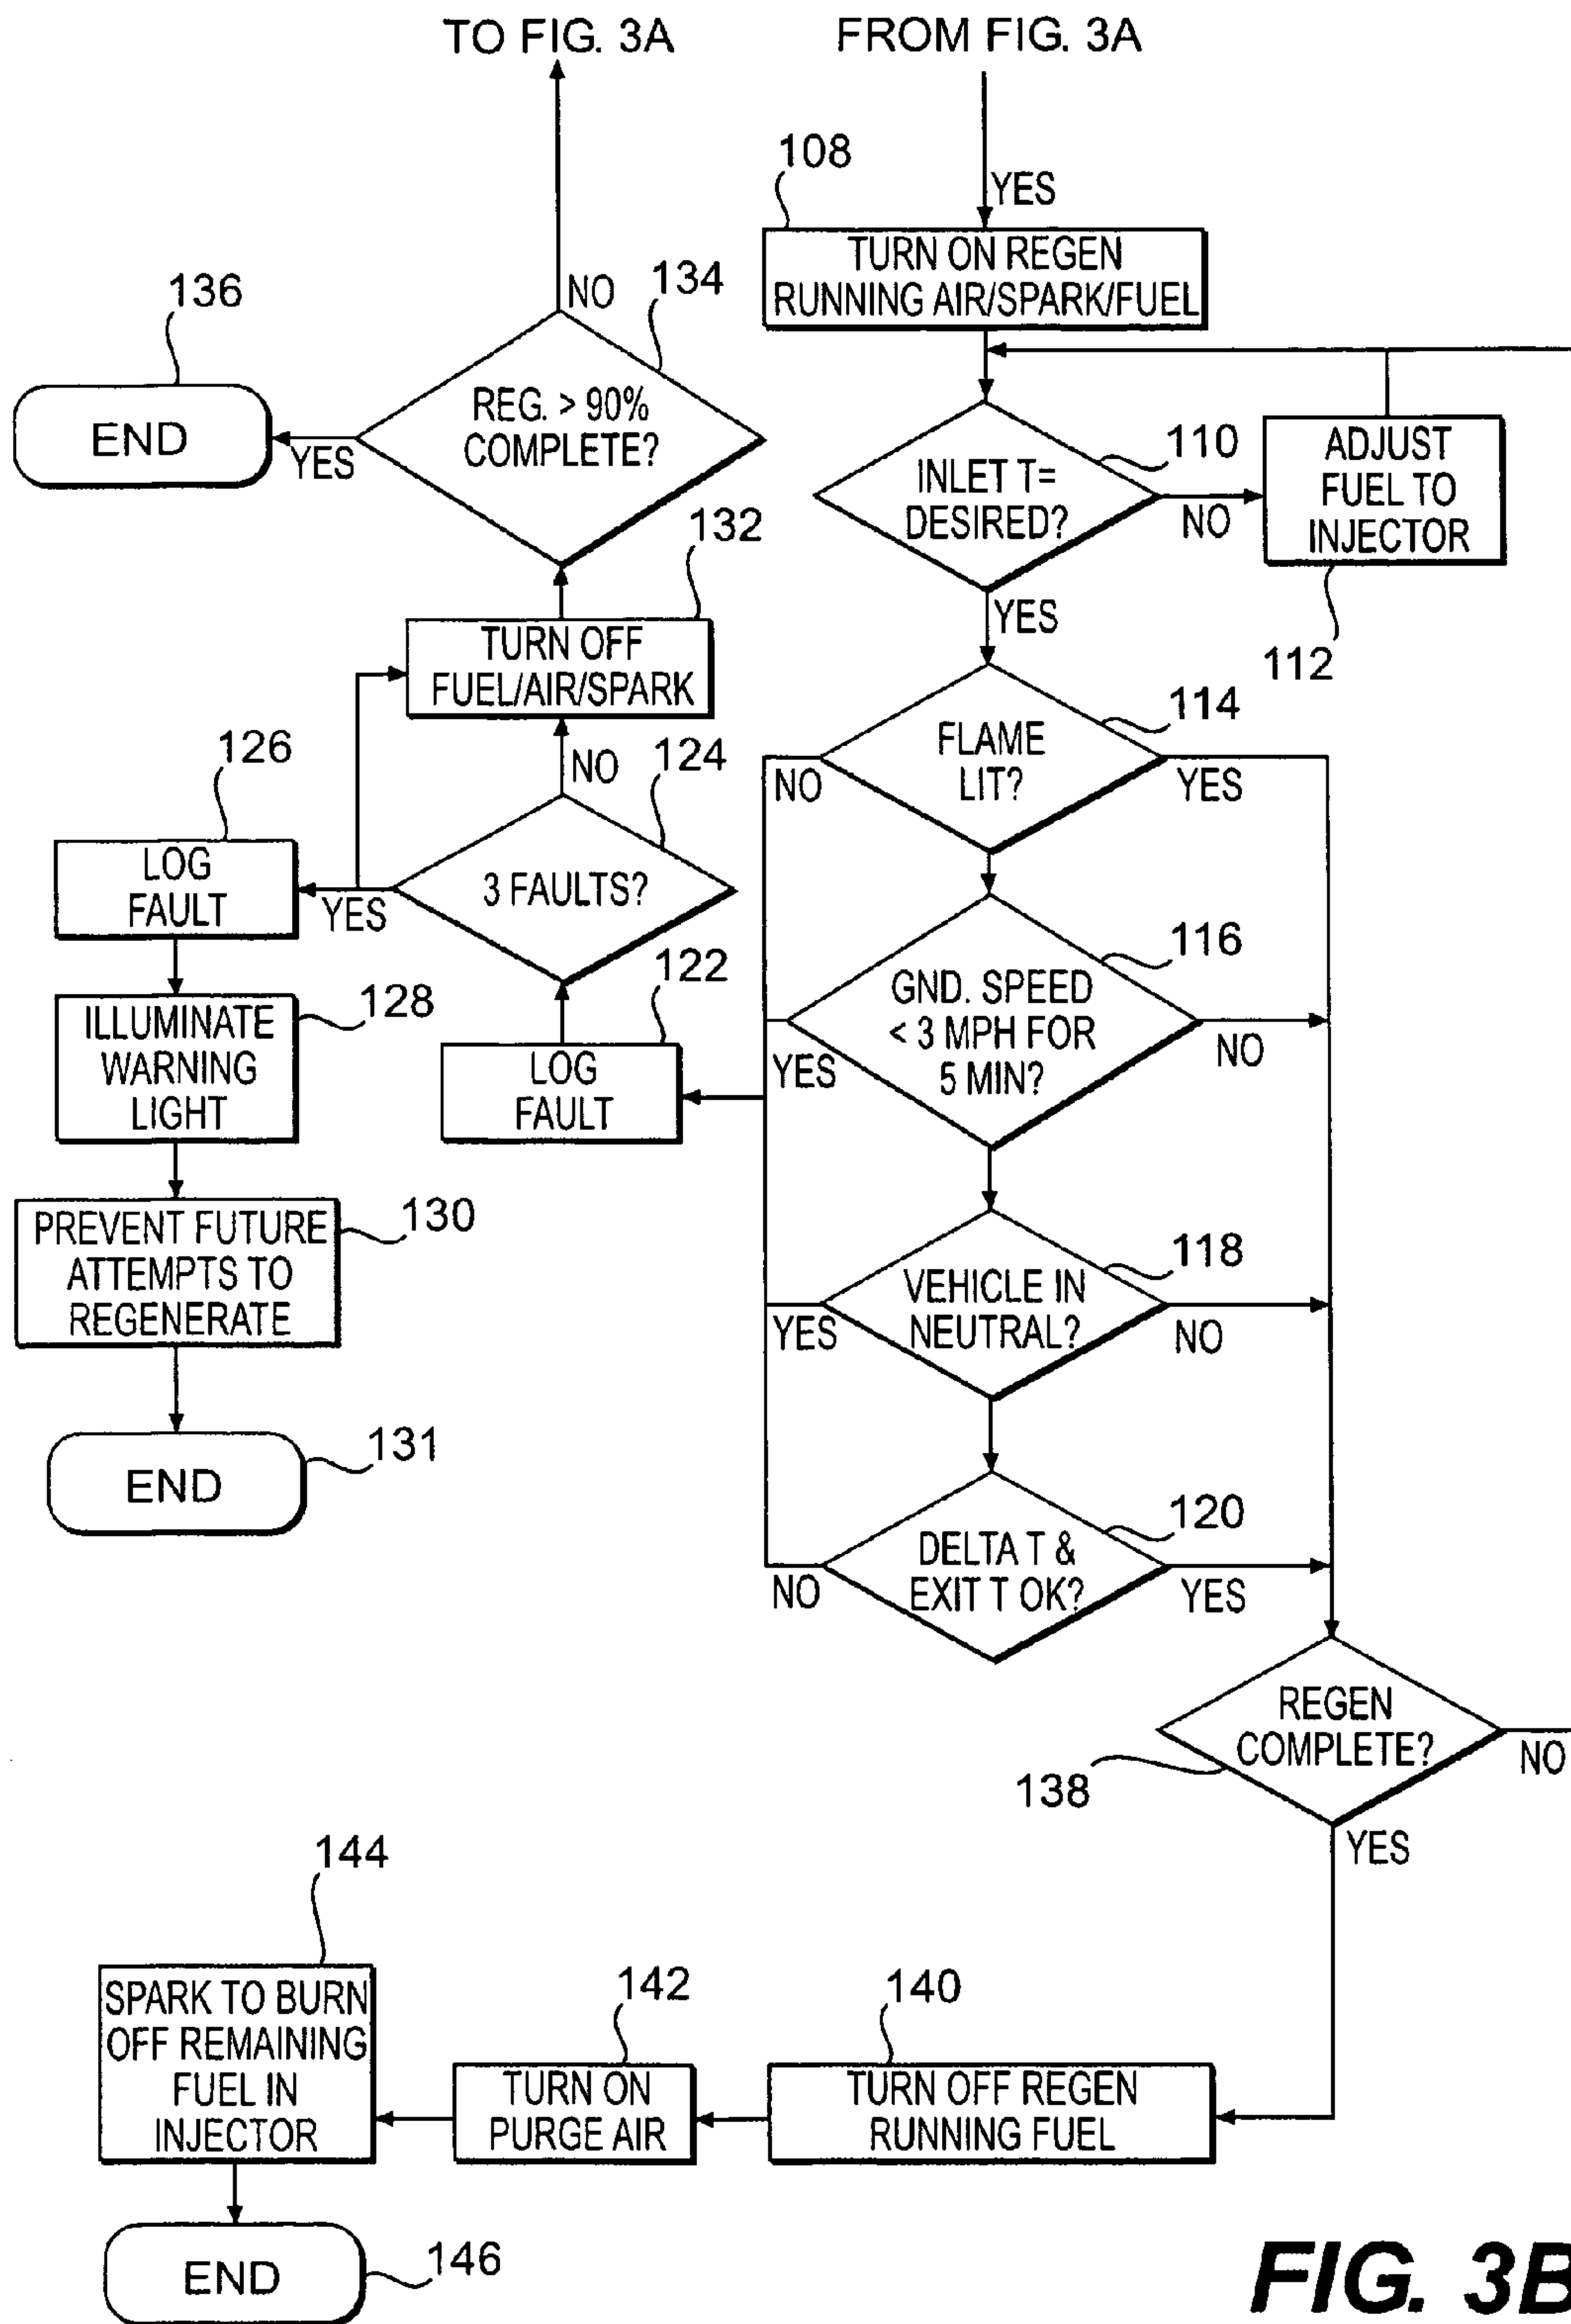 TO FIG. 3A
FROM FIG. 3A
108
YES
TURN ON REGEN
RUNNING AIR/SPARK/FUEL
136
END
YES
NO
134
REG. > 90%
COMPLETE?
110
INLET T=
DESIRED?
NO
ADJUST
FUEL TO
INJECTOR
112
YES
132
TURN OFF
FUEL/AIR/SPARK
114
FLAME
LIT?
NO
YES
126
LOG
FAULT
YES
NO
124
3 FAULTS?
116
GND. SPEED
< 3 MPH FOR
5 MIN?
YES
NO
122
LOG
FAULT
128
ILLUMINATE
WARNING
LIGHT
130
PREVENT FUTURE
ATTEMPTS TO
REGENERATE
118
VEHICLE IN
NEUTRAL?
YES
NO
131
END
120
DELTA T &
EXIT T OK?
NO
YES
REGEN
COMPLETE?
138
NO
YES
144
SPARK TO BURN
OFF REMAINING
FUEL IN
INJECTOR
142
TURN ON
PURGE AIR
140
TURN OFF REGEN
RUNNING FUEL
END
146
FIG. 3B